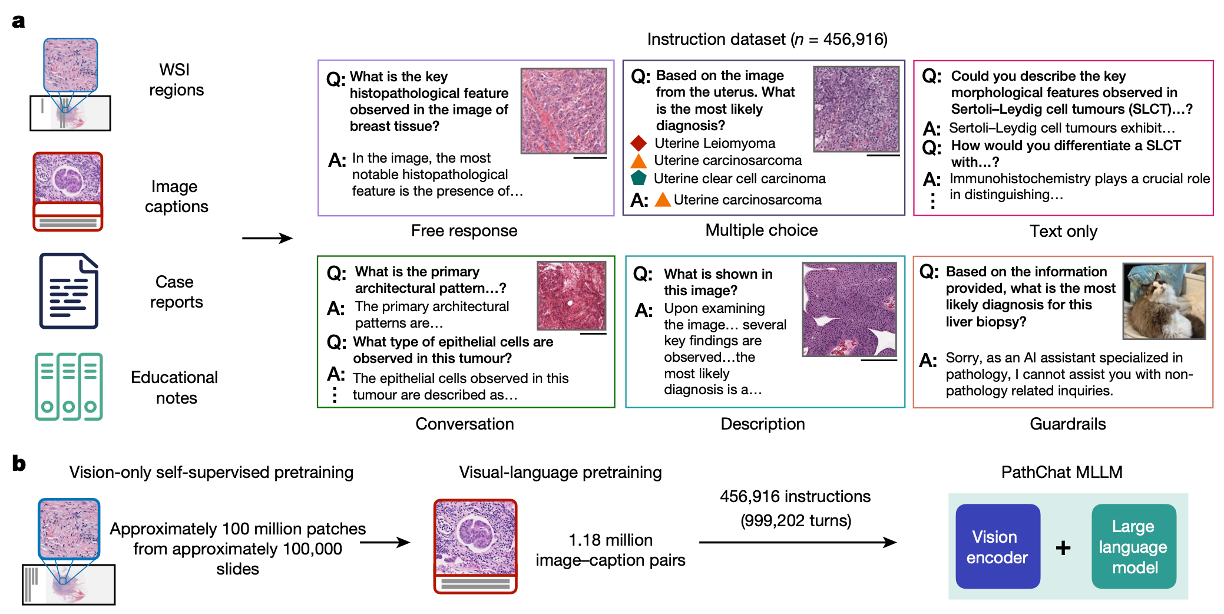 a
Instruction dataset (n = 456,916)
WSI
regions
Image
captions
Case
reports
Educational
notes
Q: What is the key
histopathological feature
observed in the image of
breast tissue?
A: In the image, the most
notable histopathological
feature is the presence of…
Free response
Q: Based on the image
from the uterus. What
is the most likely
diagnosis?
Uterine Leiomyoma
Uterine carcinosarcoma
Uterine clear cell carcinoma
A: Uterine carcinosarcoma
Multiple choice
Q: Could you describe the key
morphological features observed in
Sertoli–Leydig cell tumours (SLCT)…?
A: Sertoli–Leydig cell tumours exhibit…
Q: How would you differentiate a SLCT
with…?
A: Immunohistochemistry plays a crucial role
in distinguishing…
⋮
Text only
Q: What is the primary
architectural pattern…?
A: The primary architectural
patterns are…
Q: What type of epithelial cells are
observed in this tumour?
A: The epithelial cells observed in this
tumour are described as…
⋮
Conversation
Q: What is shown in
this image?
A: Upon examining
the image… several
key findings are
observed…the
most likely
diagnosis is a…
Description
Q: Based on the information
provided, what is the most
likely diagnosis for this
liver biopsy?
A: Sorry, as an AI assistant specialized in
pathology, I cannot assist you with non-
pathology related inquiries.
Guardrails
b
Vision-only self-supervised pretraining
Approximately 100 million patches
from approximately 100,000
slides
Visual-language pretraining
1.18 million
image–caption pairs
456,916 instructions
(999,202 turns)
PathChat MLLM
Vision
encoder
+
Large
language
model